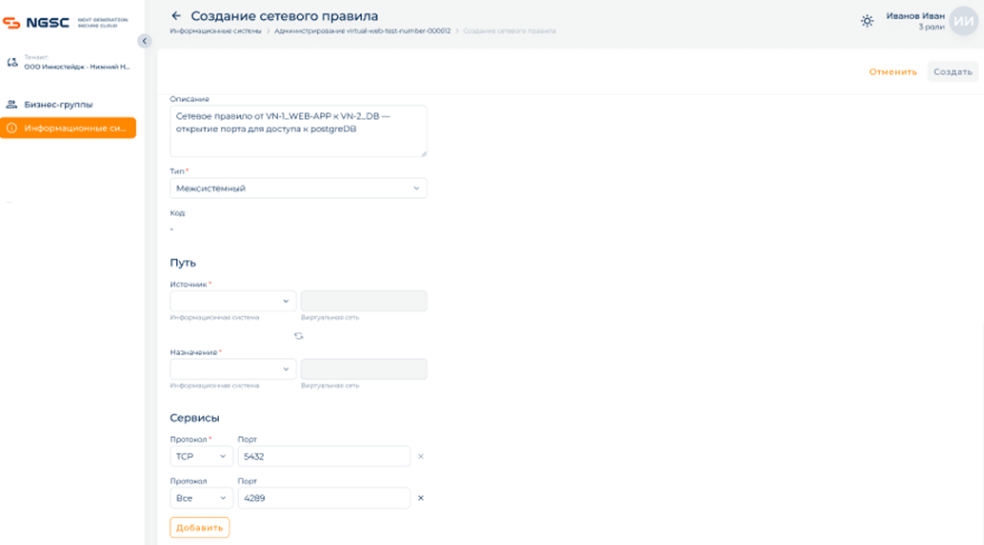 NGSC NEXT GENERATION
SECURE CLOUD
Тенант:
ООО Инностейдж - Нижний Н...
Бизнес-группы
Информационные си...
← Создание сетевого правила
Информационные системы > Администрирование virtual-web-test-number-000012 > Создание сетевого правила
Иванов Иван
3 роли
ИИ
Отменить
Создать
Описание
Сетевое правило от VN-1_WEB-APP к VN-2_DB —
открытие порта для доступа к postgreDB
Тип *
Межсистемный
Код:
-
Путь
Источник *
Информационная система Виртуальная сеть
Назначения *
Информационная система Виртуальная сеть
Сервисы
Протокол * Порт
TCP 5432 ×
Протокол Порт
Все 4289 ×
Добавить